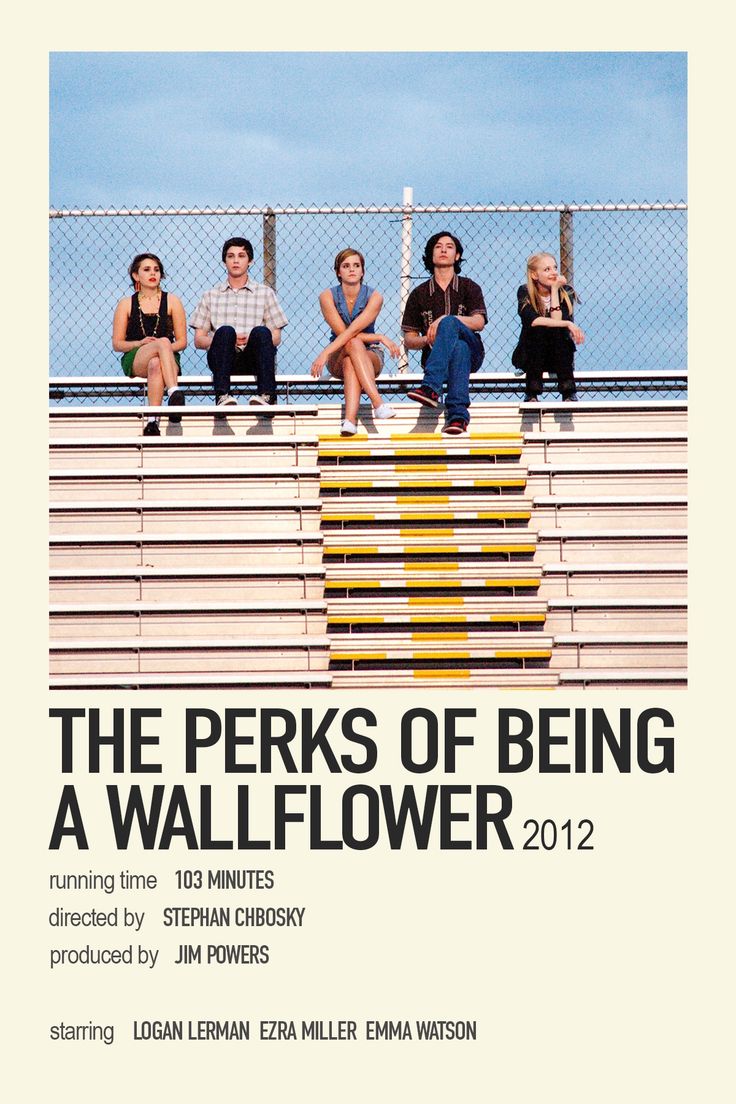 THE PERKS OF BEING
A WALLFLOWER 2012
running time 103 MINUTES
directed by STEPHAN CHBOSKY
produced by JIM POWERS
starring LOGAN LERMAN EZRA MILLER EMMA WATSON